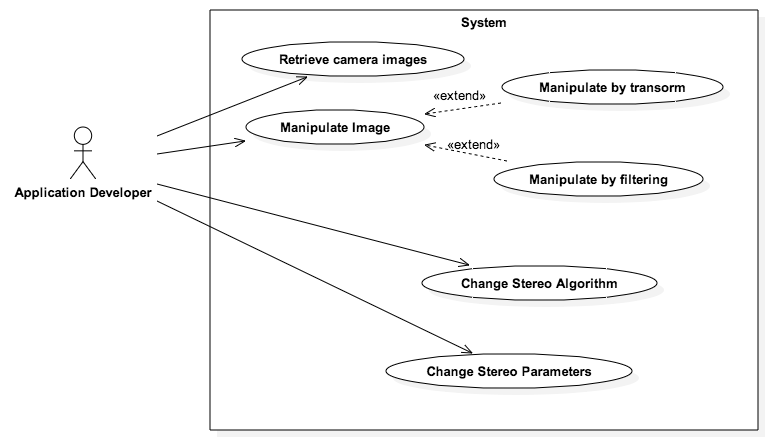 System
Retrieve camera images
Manipulate by transorm
«extend»
Manipulate Image
«extend»
Manipulate by filtering
Application Developer
Change Stereo Algorithm
Change Stereo Parameters